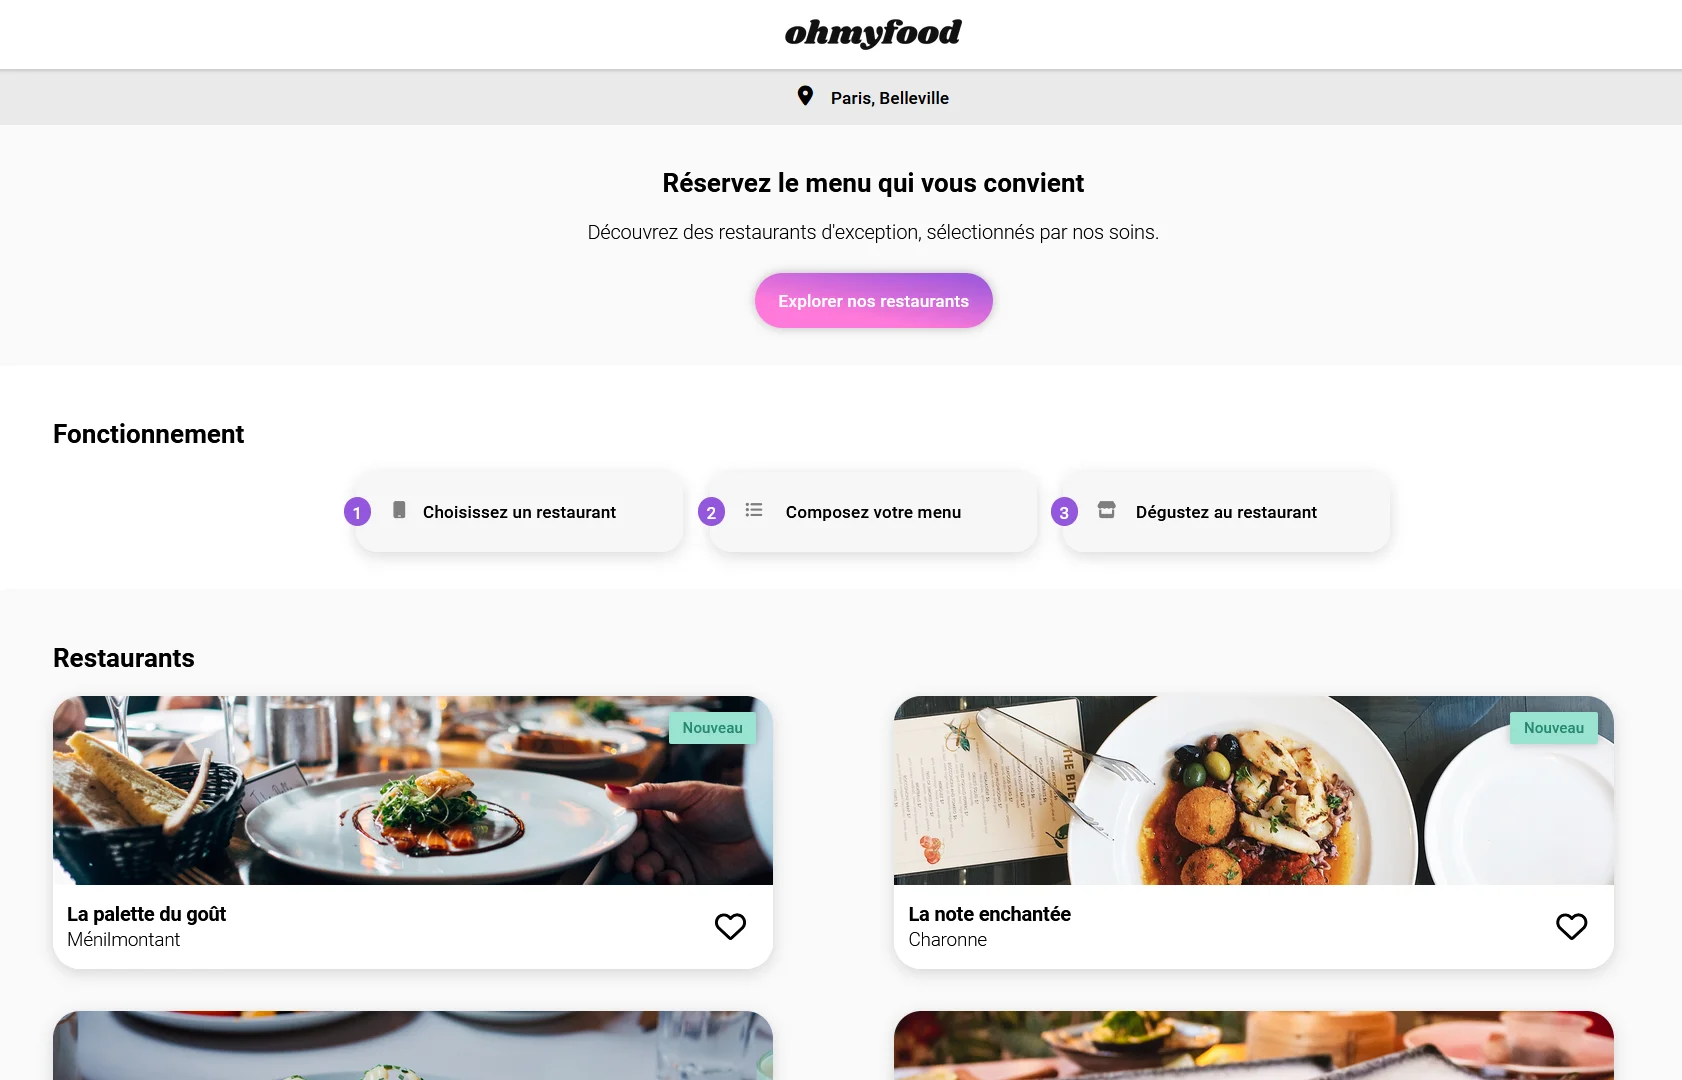 ohmyfood
Paris, Belleville
Réservez le menu qui vous convient
Découvrez des restaurants d'exception, sélectionnés par nos soins.
Explorer nos restaurants
Fonctionnement
1 Choisissez un restaurant
2 Composez votre menu
3 Dégustez au restaurant
Restaurants
Nouveau
THE BITE
La palette du goût
Ménilmontant
Nouveau
La note enchantée
Charonne